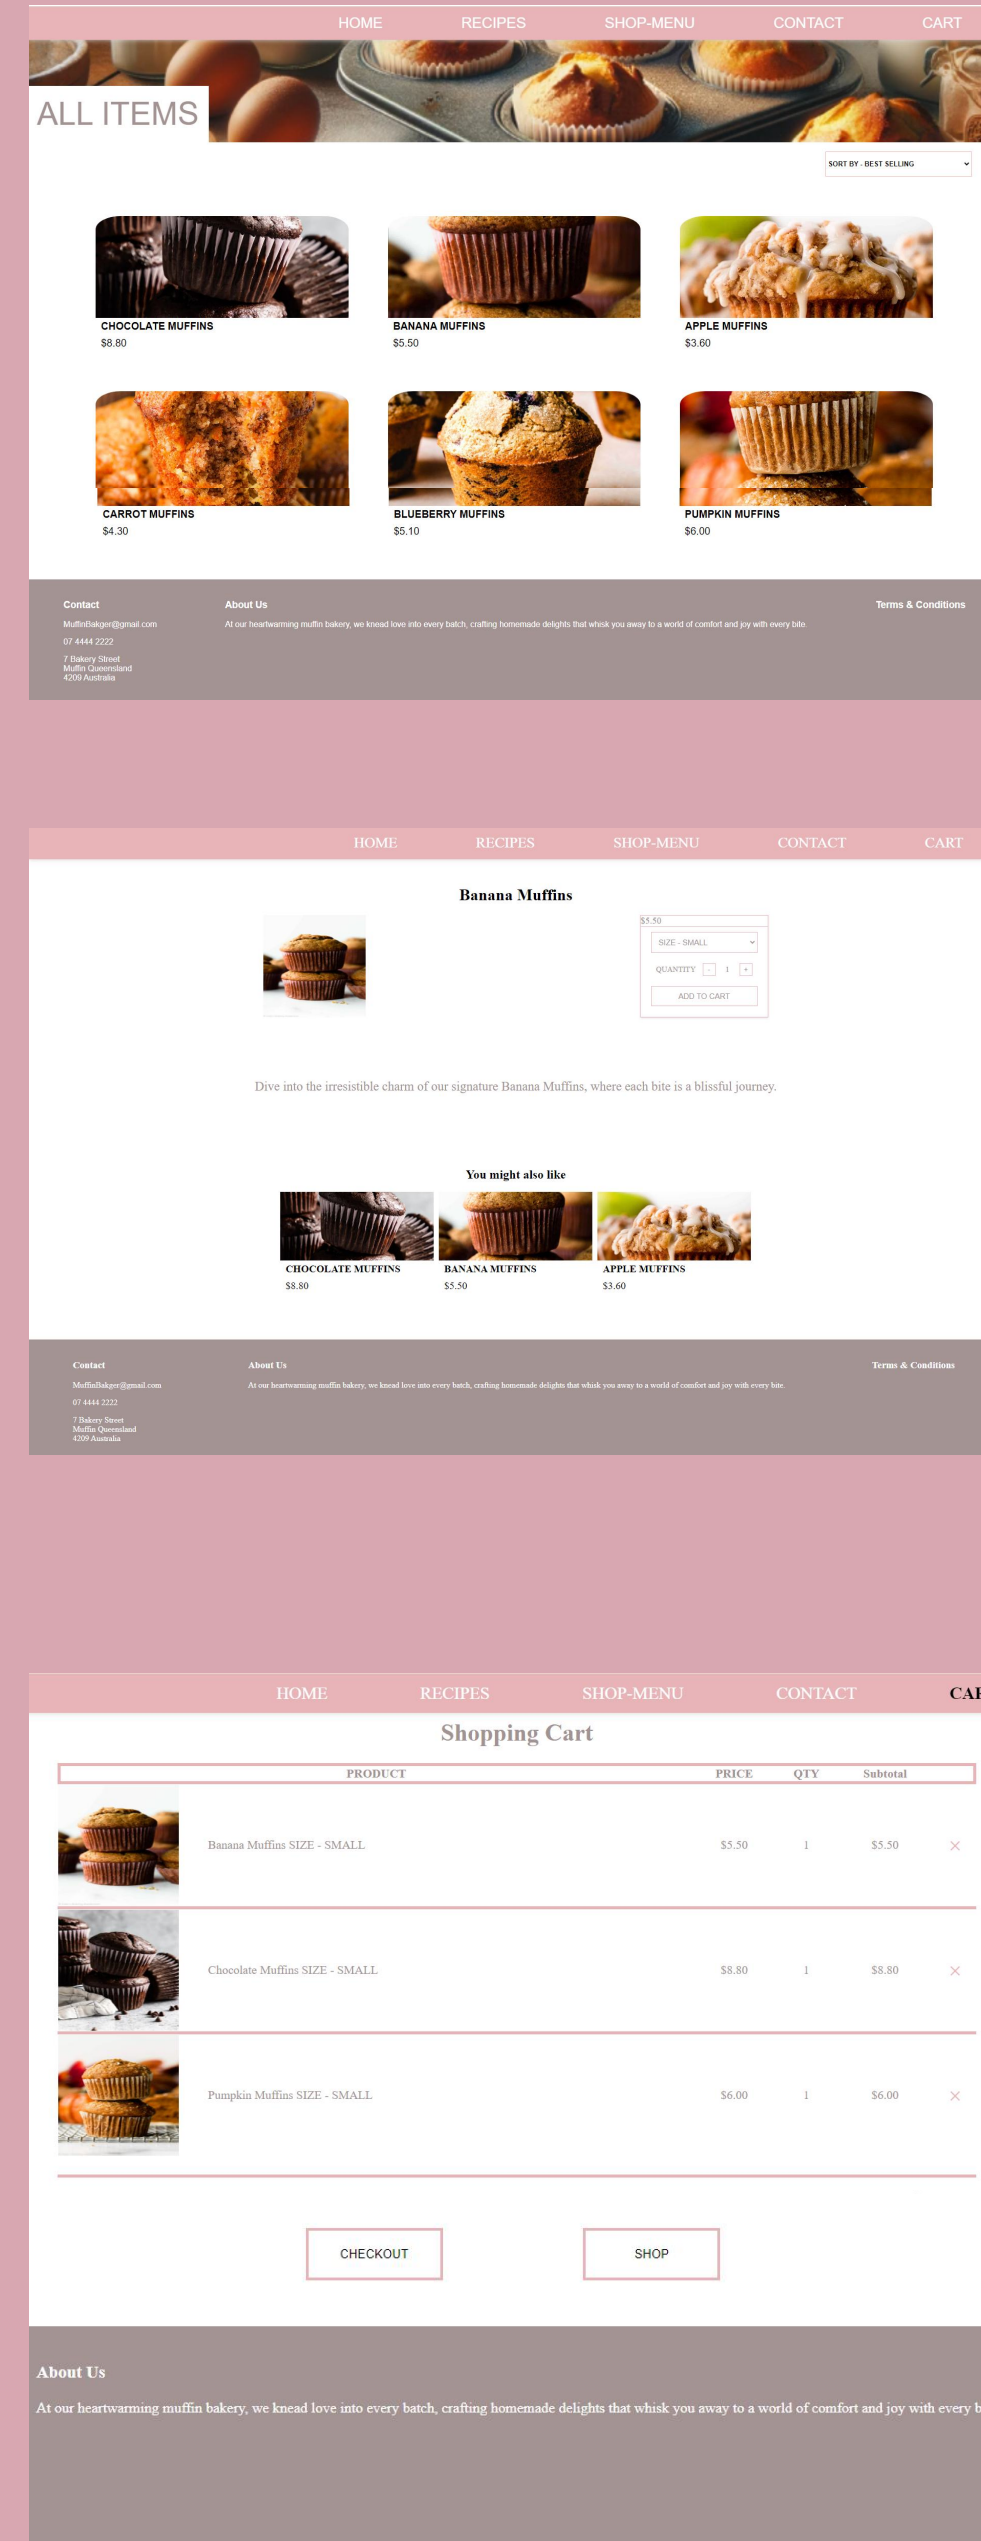 HOME RECIPES SHOP-MENU CONTACT CART
ALL ITEMS
SORT BY - BEST SELLING
CHOCOLATE MUFFINS BANANA MUFFINS APPLE MUFFINS
$8.80 $5.50 $3.60
CARROT MUFFINS BLUEBERRY MUFFINS PUMPKIN MUFFINS
$4.30 $5.10 $6.00
Contact About Us Terms & Conditions
MuffinBakger@gmail.com At our heartwarming muffin bakery, we knead love into every batch, crafting homemade delights that whisk you away to a world of comfort and joy with every bite.
07 4444 2222
7 Bakery Street
Muffin Queensland
4209 Australia
HOME RECIPES SHOP-MENU CONTACT CART
Banana Muffins
$5.50
SIZE - SMALL
QUANTITY - 1 +
ADD TO CART
Dive into the irresistible charm of our signature Banana Muffins, where each bite is a blissful journey.
You might also like
CHOCOLATE MUFFINS BANANA MUFFINS APPLE MUFFINS
$8.80 $5.50 $3.60
Contact About Us Terms & Conditions
MuffinBakger@gmail.com At our heartwarming muffin bakery, we knead love into every batch, crafting homemade delights that whisk you away to a world of comfort and joy with every bite.
07 4444 2222
7 Bakery Street
Muffin Queensland
4209 Australia
HOME RECIPES SHOP-MENU CONTACT CAR
Shopping Cart
PRODUCT PRICE QTY Subtotal
Banana Muffins SIZE - SMALL $5.50 1 $5.50
Chocolate Muffins SIZE - SMALL $8.80 1 $8.80
Pumpkin Muffins SIZE - SMALL $6.00 1 $6.00
CHECKOUT SHOP
About Us
At our heartwarming muffin bakery, we knead love into every batch, crafting homemade delights that whisk you away to a world of comfort and joy with every b